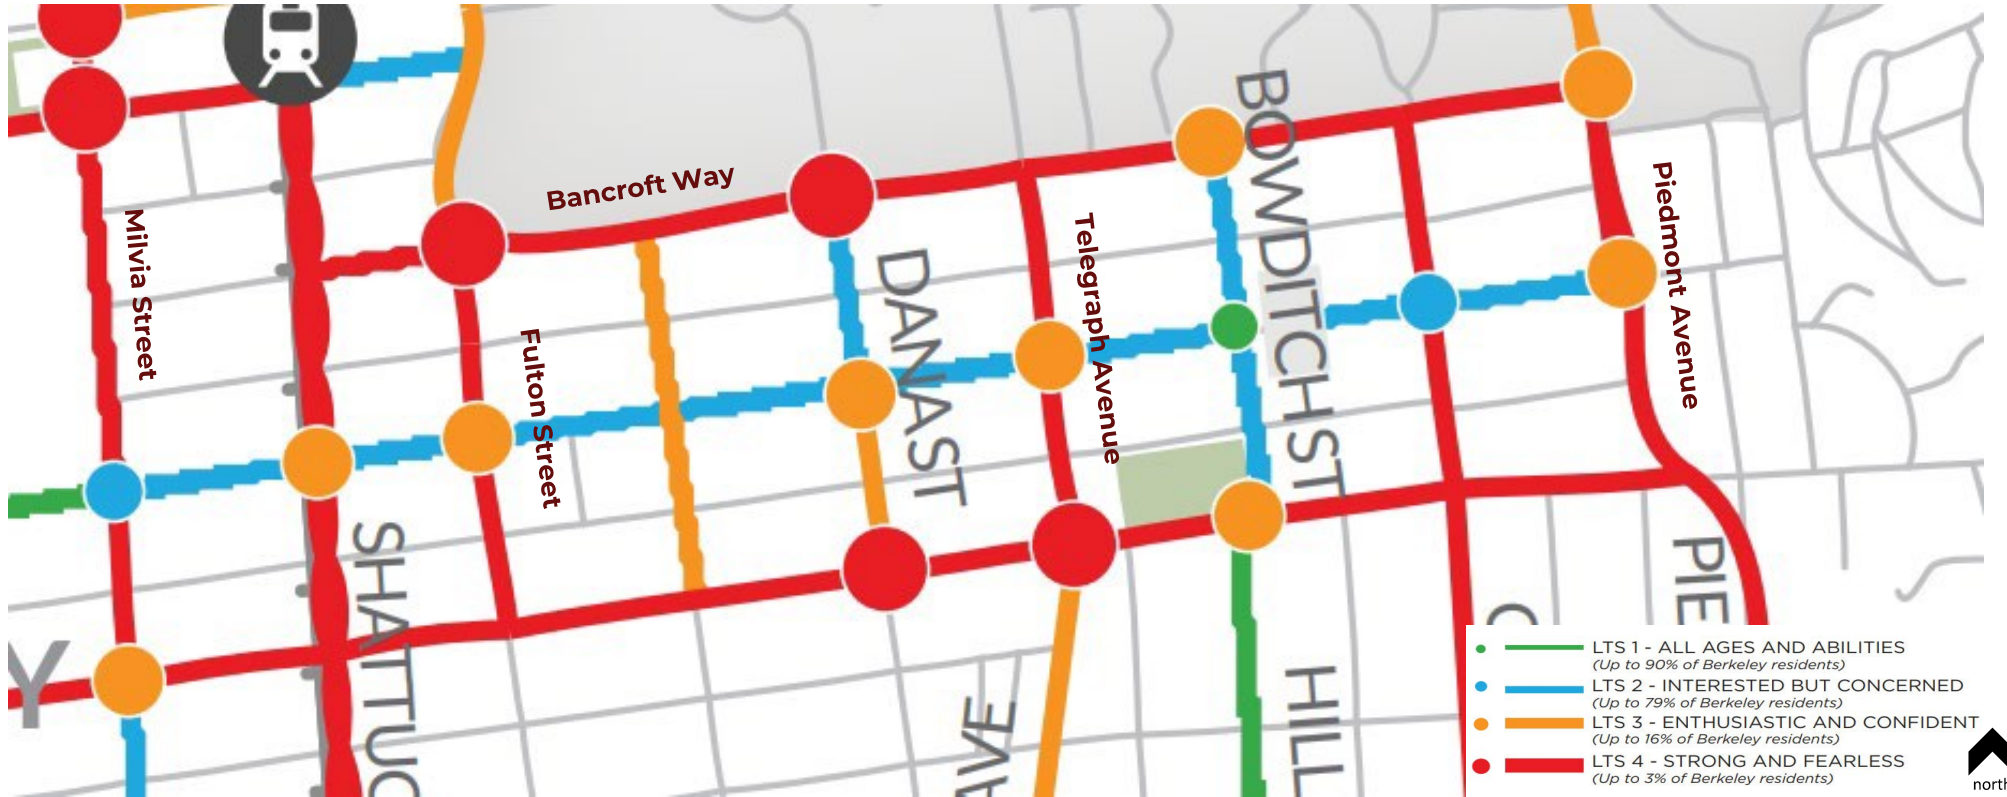 BOWDITCH ST
Bancroft Way
Piedmont Avenue
Milvia Street
Telegraph Avenue
DANA ST
Fulton Street
SHATTUC
PIE
Y
HILL
AVE
LTS 1 - ALL AGES AND ABILITIES
(Up to 90% of Berkeley residents)
LTS 2 - INTERESTED BUT CONCERNED
(Up to 79% of Berkeley residents)
LTS 3 - ENTHUSIASTIC AND CONFIDENT
(Up to 16% of Berkeley residents)
LTS 4 - STRONG AND FEARLESS
(Up to 3% of Berkeley residents)
north